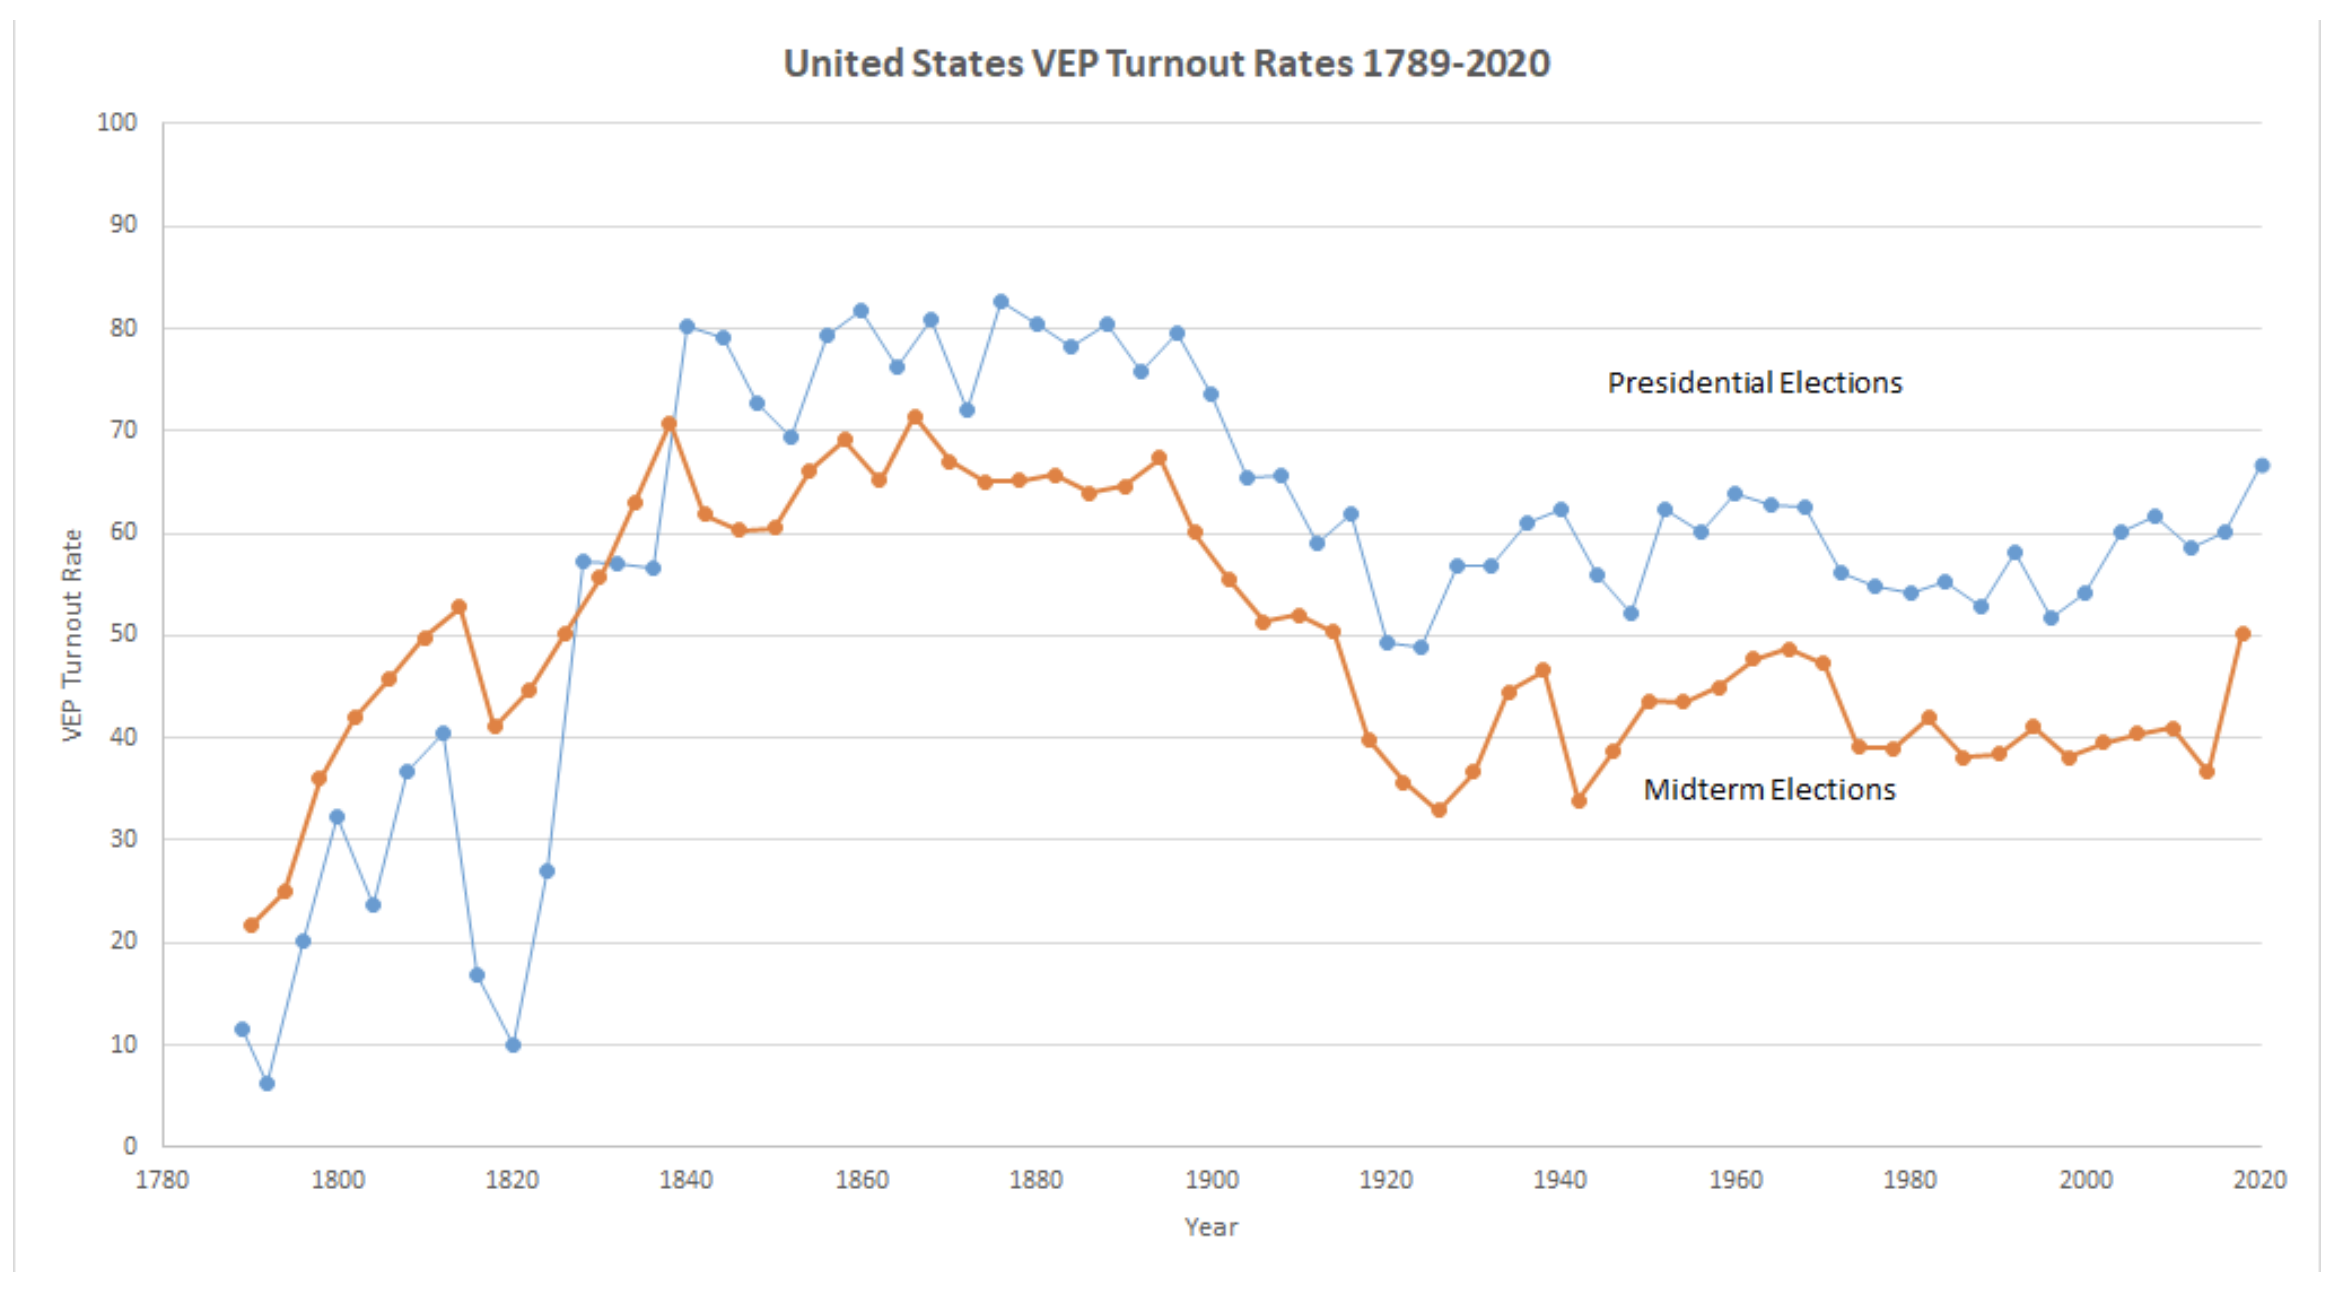 United States VEP Turnout Rates 1789-2020
100
90
80
70
60
50
40
30
20
10
0
VEP Turnout Rate
Presidential Elections
Midterm Elections
1780 1800 1820 1840 1860 1880 1900 1920 1940 1960 1980 2000 2020
Year